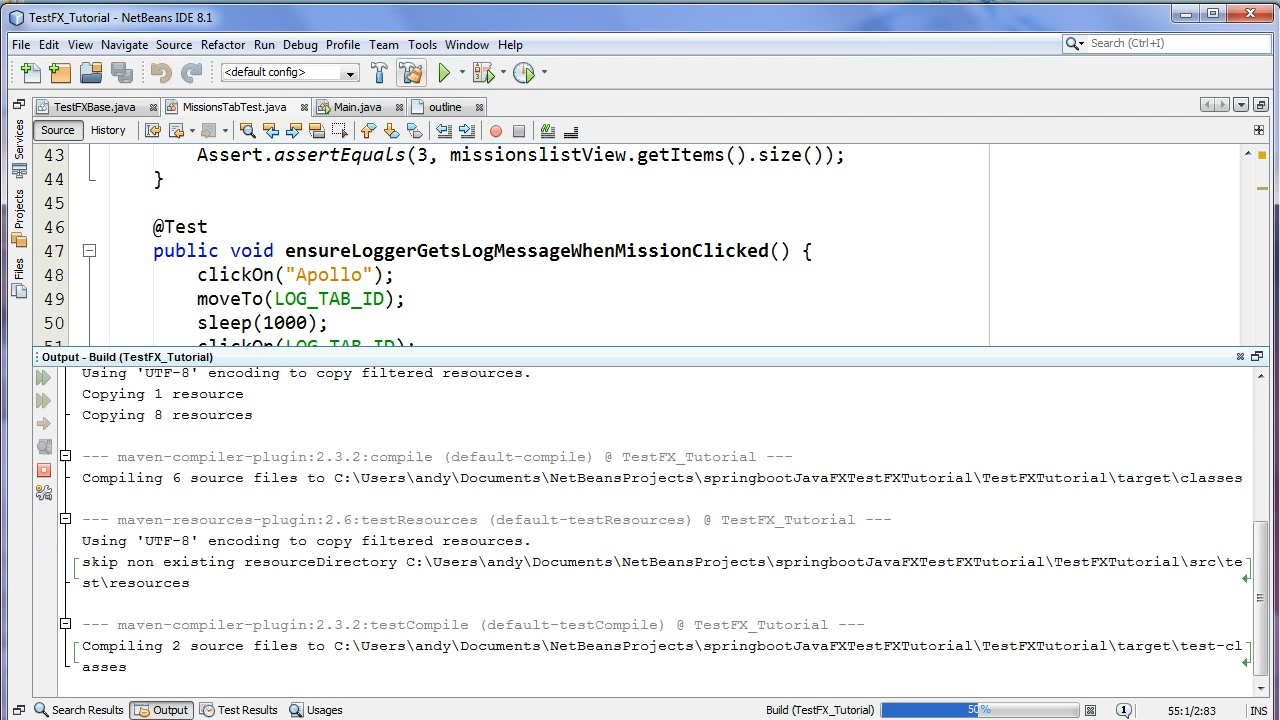 TestFX_Tutorial - NetBeans IDE 8.1
File Edit View Navigate Source Refactor Run Debug Profile Team Tools Window Help
Search (Ctrl+I)
<default config>
TestFXBase.java MissionsTabTest.java Main.java outline
Source History
Services
Projects
Files
43 Assert.assertEquals(3, missionslistView.getItems().size());
44 }
45
46 @Test
47 public void ensureLoggerGetsLogMessageWhenMissionClicked() {
48 clickOn("Apollo");
49 moveTo(LOG_TAB_ID);
50 sleep(1000);
51 clickOn(LOG_TAB_ID);
Output - Build (TestFX_Tutorial)
Using 'UTF-8' encoding to copy filtered resources.
Copying 1 resource
Copying 8 resources
--- maven-compiler-plugin:2.3.2:compile (default-compile) @ TestFX_Tutorial ---
Compiling 6 source files to C:\Users\andy\Documents\NetBeansProjects\springbootJavaFXTestFXTutorial\TestFXTutorial\target\classes
--- maven-resources-plugin:2.6:testResources (default-testResources) @ TestFX_Tutorial ---
Using 'UTF-8' encoding to copy filtered resources.
skip non existing resourceDirectory C:\Users\andy\Documents\NetBeansProjects\springbootJavaFXTestFXTutorial\TestFXTutorial\src\te
st\resources
--- maven-compiler-plugin:2.3.2:testCompile (default-testCompile) @ TestFX_Tutorial ---
Compiling 2 source files to C:\Users\andy\Documents\NetBeansProjects\springbootJavaFXTestFXTutorial\TestFXTutorial\target\test-cl
asses
Search Results Output Test Results Usages Build (TestFX_Tutorial) 50% 1 55:1/2:83 INS